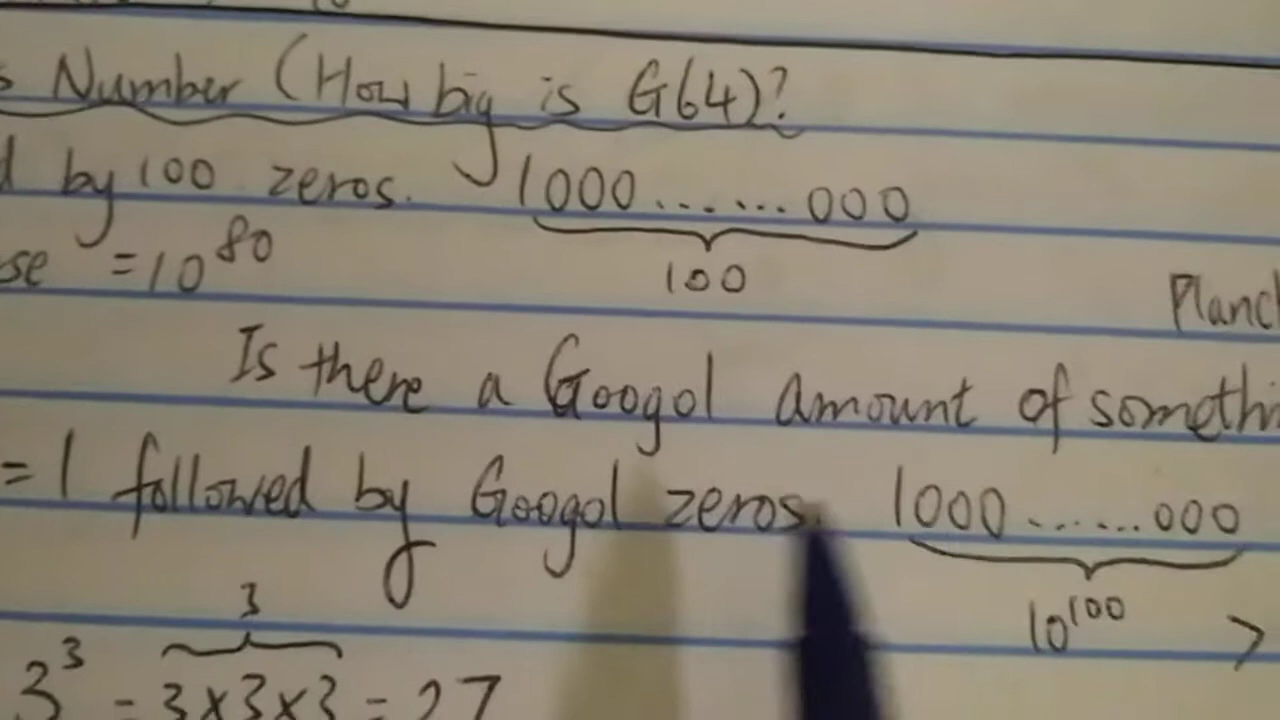 s Number (How big is G64)?
d by 100 zeros. 1000.......000
100
se = 10^80
Planc
Is there a Googol amount of somethi
= 1 followed by Googol zeros. 1000.......000
10^100 >
3
3^3 = 3x3x3 = 27